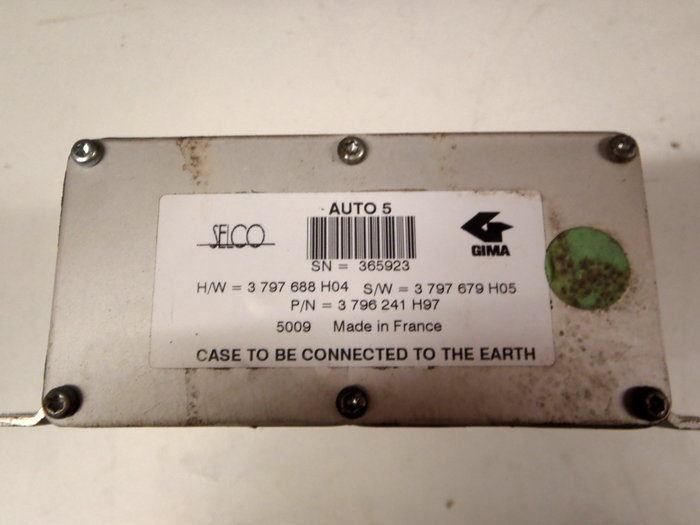 AUTO 5
SELCO
GIMA
SN = 365923
H/W = 3 797 688 H04 S/W = 3 797 679 H05
P/N = 3 796 241 H97
5009 Made in France
CASE TO BE CONNECTED TO THE EARTH